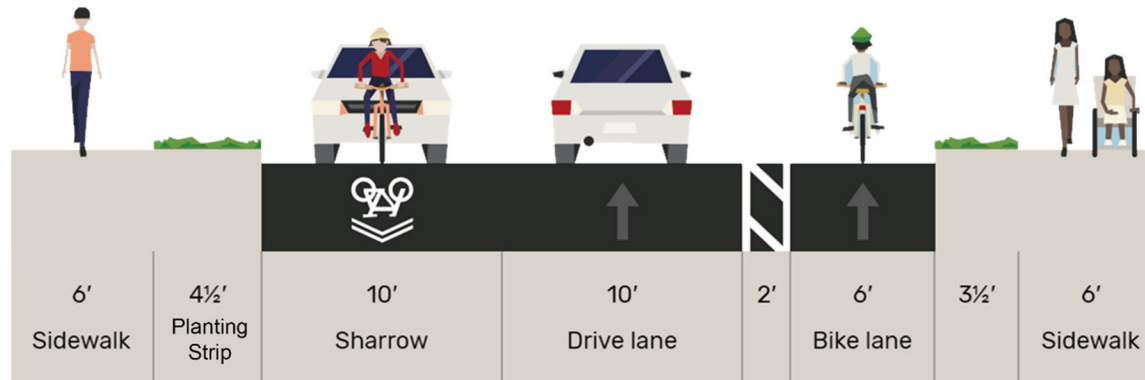 6′ 4½′ 10′ 10′ 2′ 6′ 3½′ 6′
Sidewalk Planting Strip Sharrow Drive lane Bike lane Sidewalk